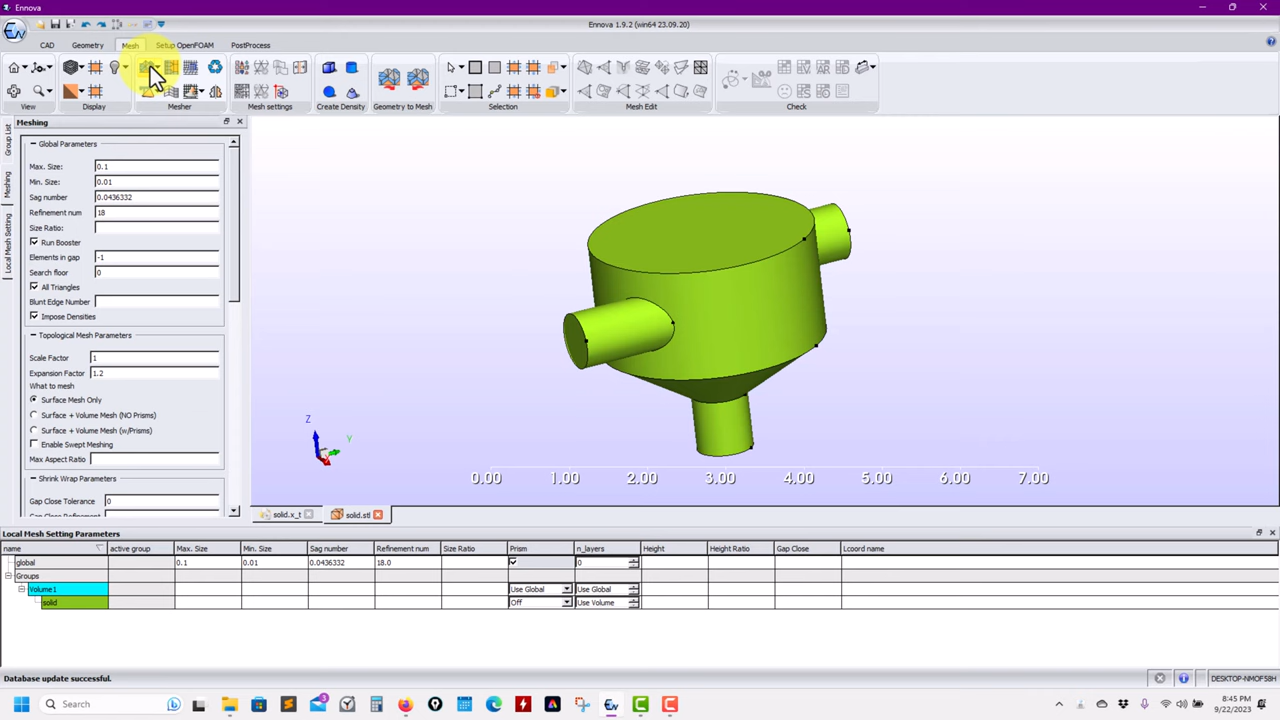 Ennova
Ennova 1.9.2 (win64 23.09.20)
CAD Geometry Mesh Setup OpenFOAM PostProcess
View Display Mesher Mesh settings Create Density Geometry to Mesh Selection Mesh Edit Check
Meshing
Group List
Meshing
Local Mesh Setting
Global Parameters
Max. Size: 0.1
Min. Size: 0.01
Sag number 0.0436332
Refinement num 18
Size Ratio:
Run Booster
Elements in gap -1
Search floor 0
All Triangles
Blunt Edge Number
Impose Densities
Topological Mesh Parameters
Scale Factor 1
Expansion Factor 1.2
What to mesh
Surface Mesh Only
Surface + Volume Mesh (NO Prisms)
Surface + Volume Mesh (w/Prisms)
Enable Swept Meshing
Max Aspect Ratio
Shrink Wrap Parameters
Gap Close Tolerance 0
Z
Y
0.00 1.00 2.00 3.00 4.00 5.00 6.00 7.00
solid.x_t solid.stl
Local Mesh Setting Parameters
name active group Max. Size Min. Size Sag number Refinement num Size Ratio Prism n_layers Height Height Ratio Gap Close Lcoord name
global 0.1 0.01 0.0436332 18.0 0
Groups
Volume1 Use Global Use Global
solid Off Use Volume
Database update successful. DESKTOP-NMOF58H
Search 3 8:45 PM
9/22/2023